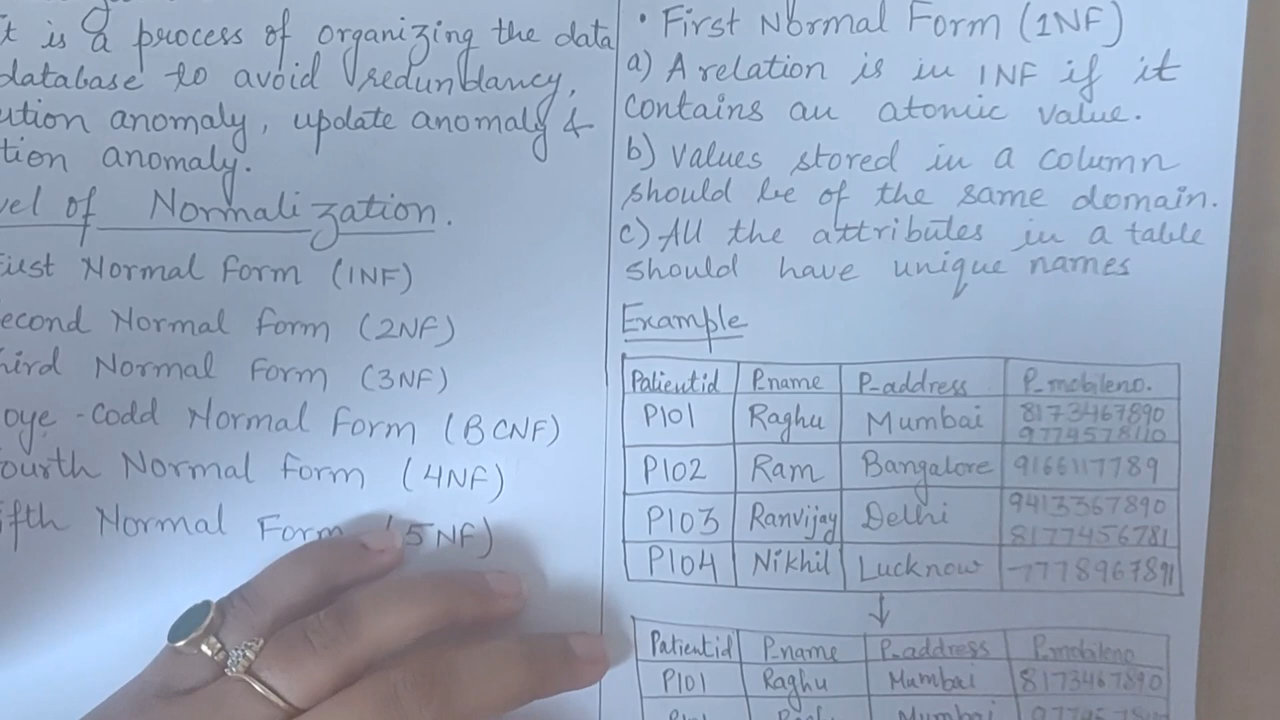 it is a process of organizing the data
database to avoid redundancy,
ution anomaly, update anomaly &
tion anomaly.
vel of Normalization.
First Normal Form (1NF)
econd Normal Form (2NF)
hird Normal Form (3NF)
oye-Codd Normal Form (BCNF)
ourth Normal Form (4NF)
ifth Normal Form (5NF)
• First Normal Form (1NF)
a) A relation is in 1NF if it
contains an atomic value.
b) Values stored in a column
should be of the same domain.
c) All the attributes in a table
should have unique names
Example
Patientid P.name P-address P_mobileno.
P101 Raghu Mumbai 8173467890
9774578110
P102 Ram Bangalore 9166117789
P103 Ranvijay Delhi 9413367890
8177456781
P104 Nikhil Lucknow 7778967891
↓
Patientid P.name P.address P.mobileno
P101 Raghu Mumbai 8173467890
Mumbai